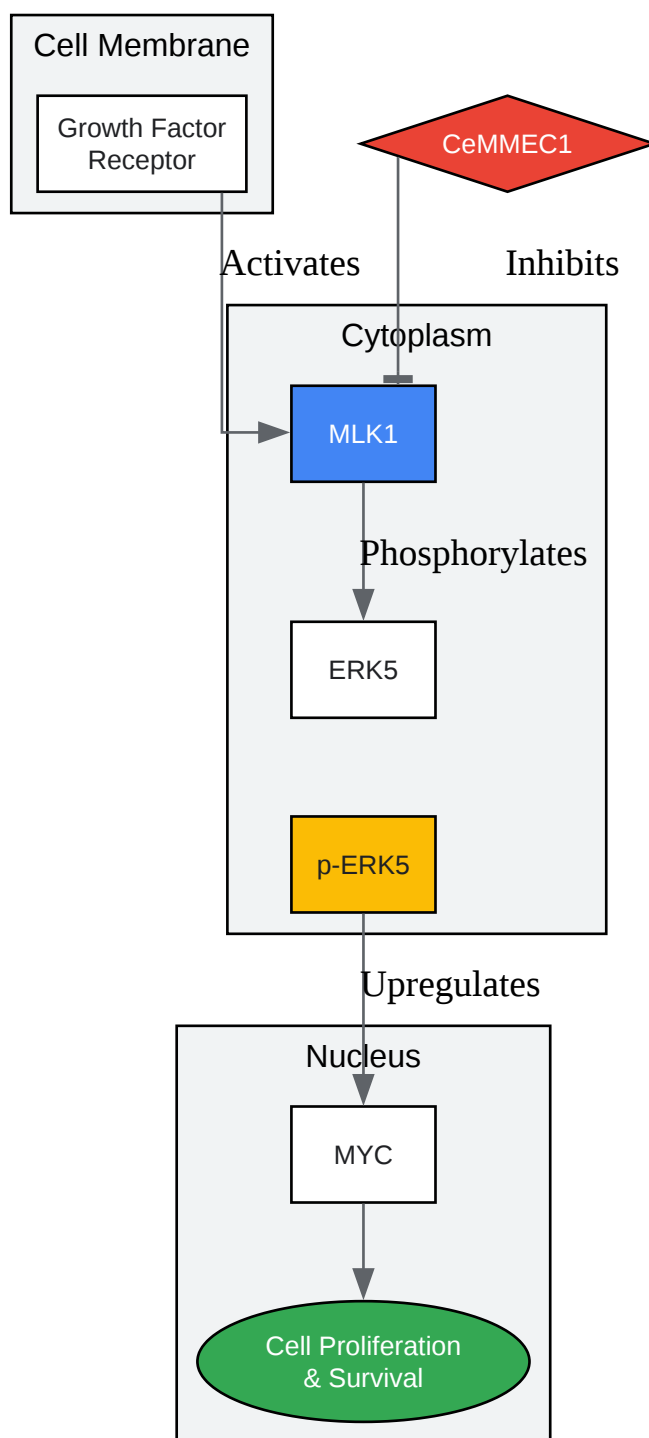 Cell Membrane
Growth Factor
Receptor
CeMMEC1
Activates
Inhibits
Cytoplasm
MLK1
Phosphorylates
ERK5
p-ERK5
Upregulates
Nucleus
MYC
Cell Proliferation
& Survival